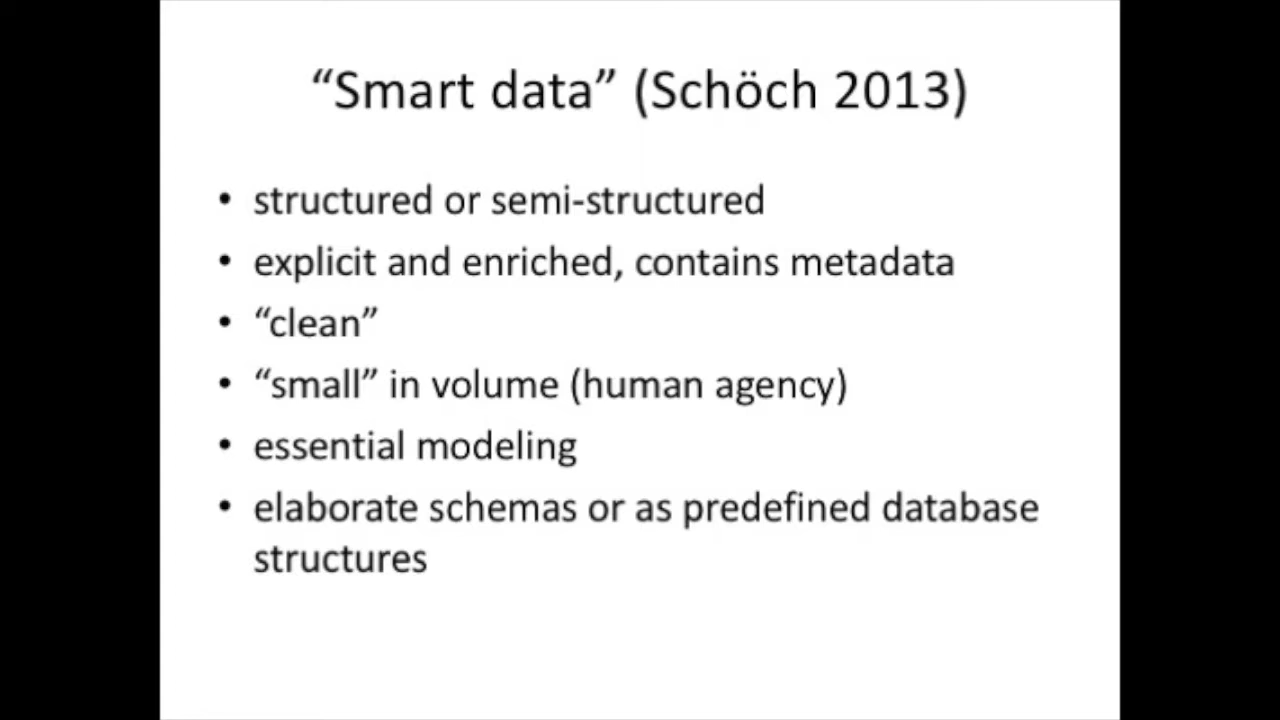 “Smart data” (Schöch 2013)
• structured or semi-structured
• explicit and enriched, contains metadata
• “clean”
• “small” in volume (human agency)
• essential modeling
• elaborate schemas or as predefined database
structures